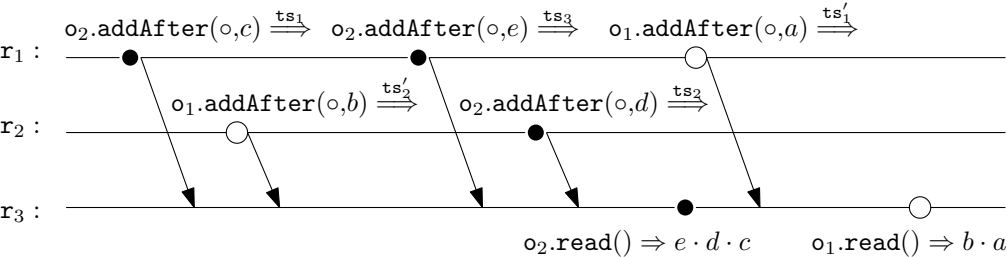 o₂.addAfter(∘,c) ts₁⟹ o₂.addAfter(∘,e) ts₃⟹ o₁.addAfter(∘,a) ts′₁⟹
r₁ :
o₁.addAfter(∘,b) ts′₂⟹ o₂.addAfter(∘,d) ts₂⟹
r₂ :
r₃ :
o₂.read() ⇒ e · d · c o₁.read() ⇒ b · a